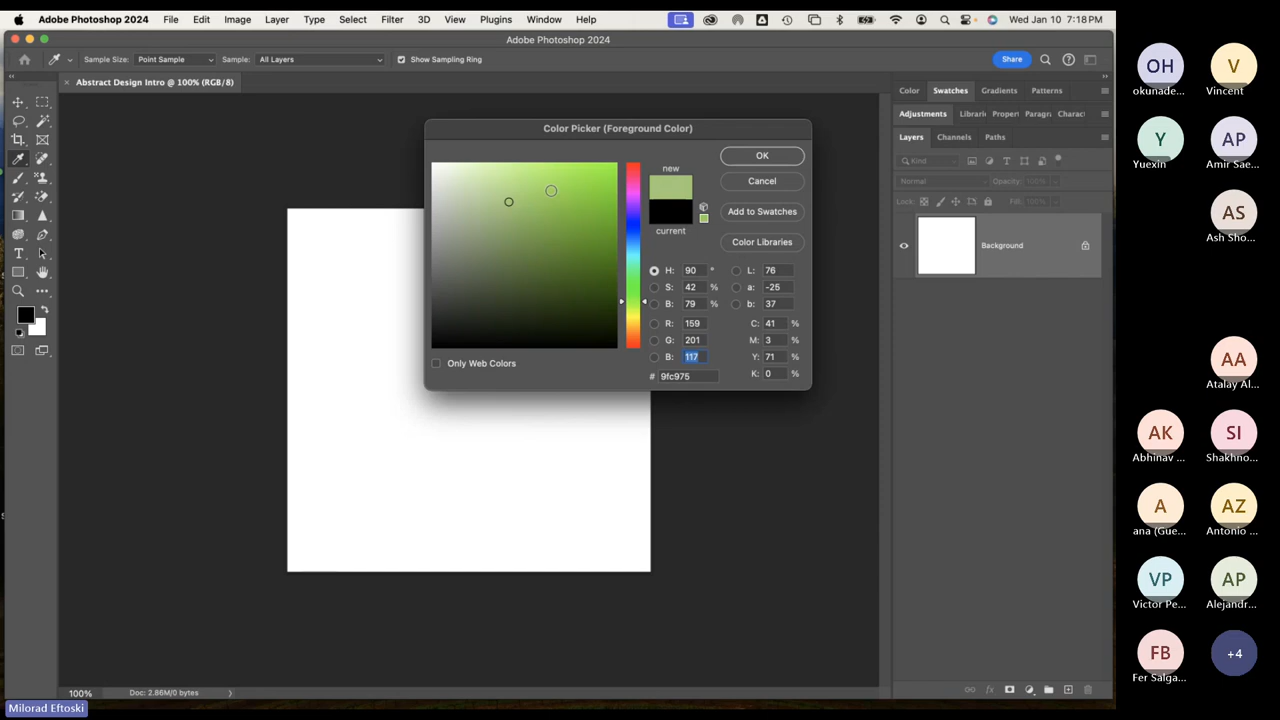 Adobe Photoshop 2024 File Edit Image Layer Type Select Filter 3D View Plugins Window Help Wed Jan 10 7:18 PM
Adobe Photoshop 2024
Sample Size: Point Sample Sample: All Layers Show Sampling Ring Share
Abstract Design Intro @ 100% (RGB/8)
Color Swatches Gradients Patterns
Adjustments Librari Proper Paragr Charac
Layers Channels Paths
Kind
Normal Opacity: 100%
Lock: Fill: 100%
Background
Color Picker (Foreground Color)
new
current
OK
Cancel
Add to Swatches
Color Libraries
H: 90 ° L: 76
S: 42 % a: -25
B: 79 % b: 37
R: 159 C: 41 %
G: 201 M: 3 %
B: 117 Y: 71 %
# 9fc975 K: 0 %
Only Web Colors
100% Doc: 2.86M/0 bytes
Milorad Eftoski
OH V
okunade... Vincent
Y AP
Yuexin Amir Sae...
AS
Ash Sho...
AA
Atalay Al...
AK SI
Abhinav ... Shakhno...
A AZ
ana (Gue... Antonio ...
VP AP
Victor Pe... Alejandr...
FB +4
Fer Salga...